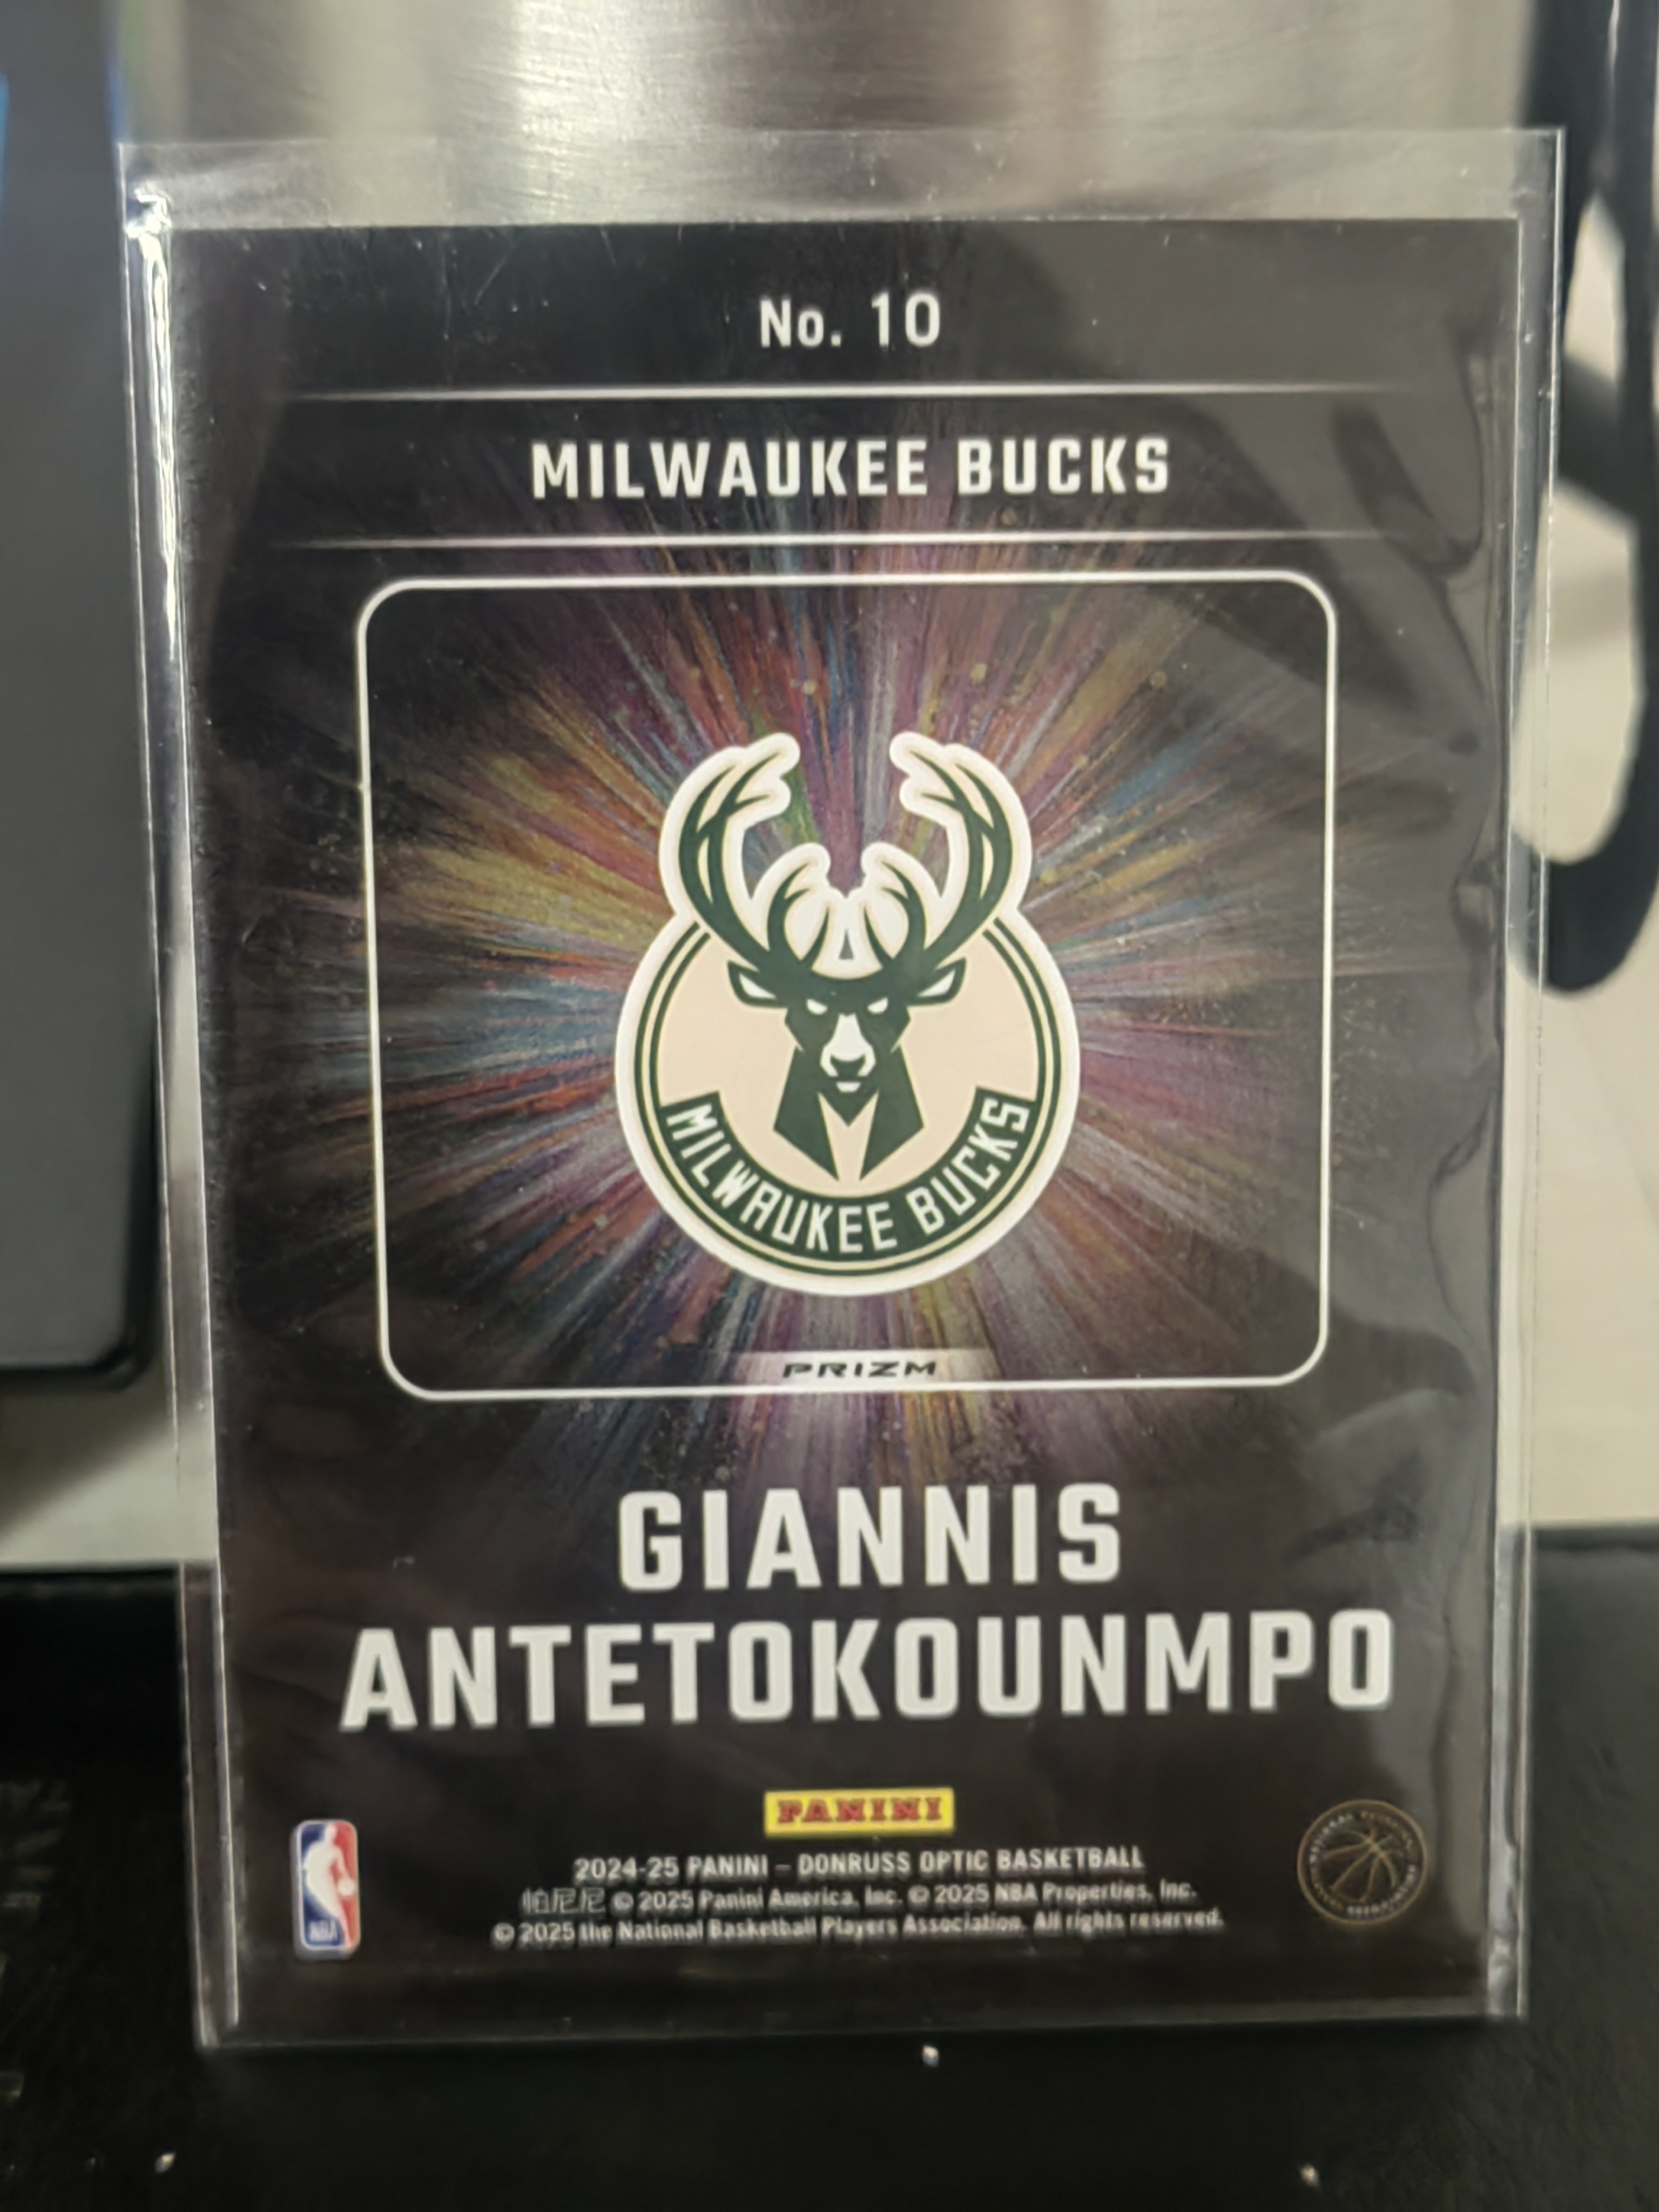 No. 10
MILWAUKEE BUCKS
MILWAUKEE BUCKS
PRIZM
GIANNIS
ANTETOKOUNMPO
PANINI
2024-25 PANINI – DONRUSS OPTIC BASKETBALL
帕尼尼 © 2025 Panini America, Inc. © 2025 NBA Properties, Inc.
© 2025 the National Basketball Players Association. All rights reserved.
NBA